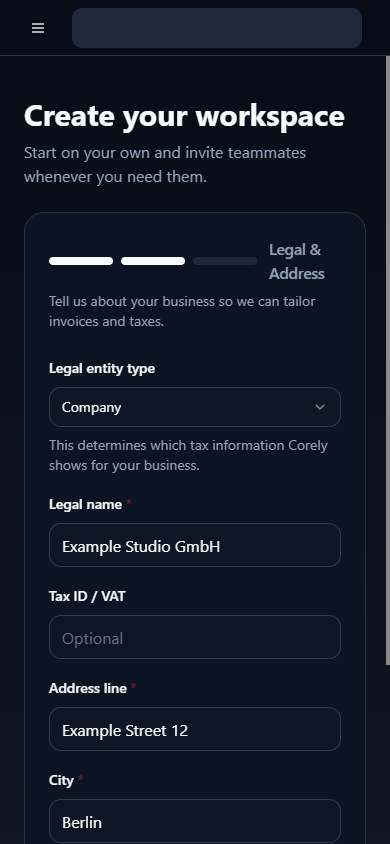 Create your workspace
Start on your own and invite teammates
whenever you need them.
Legal &
Address
Tell us about your business so we can tailor
invoices and taxes.
Legal entity type
Company
This determines which tax information Corely
shows for your business.
Legal name *
Example Studio GmbH
Tax ID / VAT
Optional
Address line *
Example Street 12
City *
Berlin